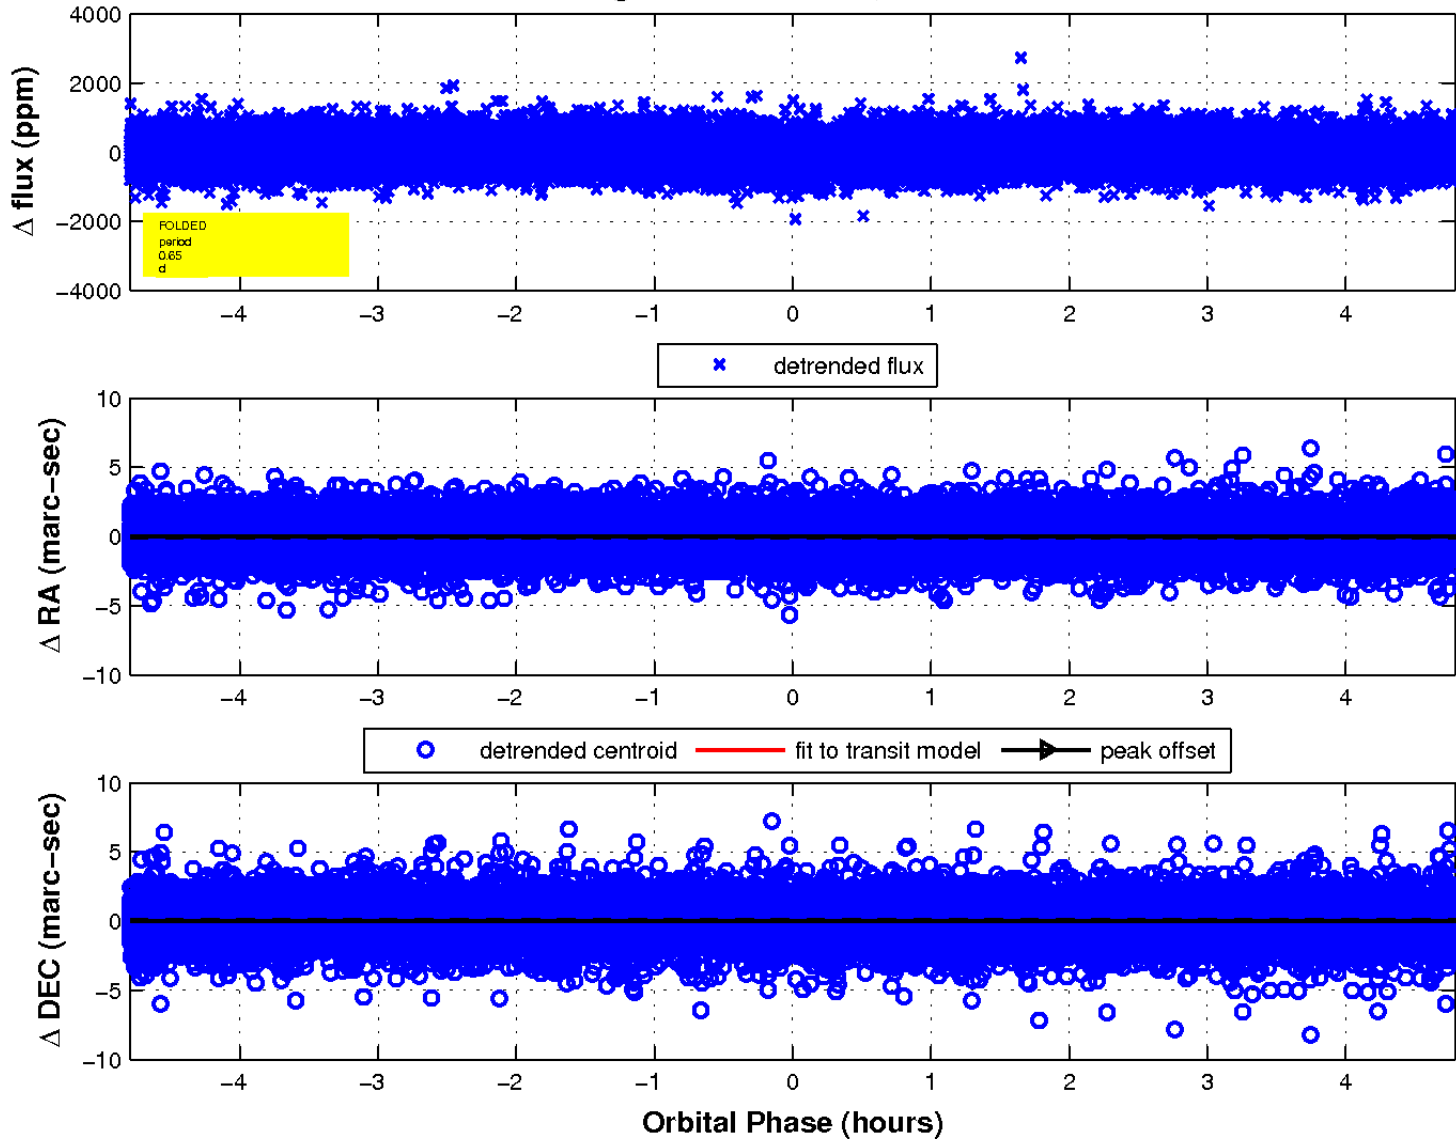 4000
2000
0
−2000
−4000
Δ flux (ppm)
FOLDED
period
0.65
d
−4 −3 −2 −1 0 1 2 3 4
detrended flux
10
5
0
−5
−10
Δ RA (marc−sec)
−4 −3 −2 −1 0 1 2 3 4
detrended centroid fit to transit model peak offset
10
5
0
−5
−10
Δ DEC (marc−sec)
−4 −3 −2 −1 0 1 2 3 4
Orbital Phase (hours)